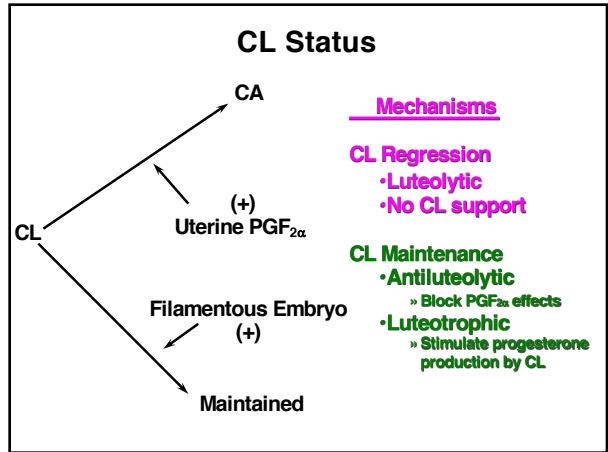 CL Status
CA
(+)
Uterine PGF₂α
CL
Filamentous Embryo
(+)
Maintained
Mechanisms
CL Regression
•Luteolytic
•No CL support
CL Maintenance
•Antiluteolytic
» Block PGF₂α effects
•Luteotrophic
» Stimulate progesterone
production by CL